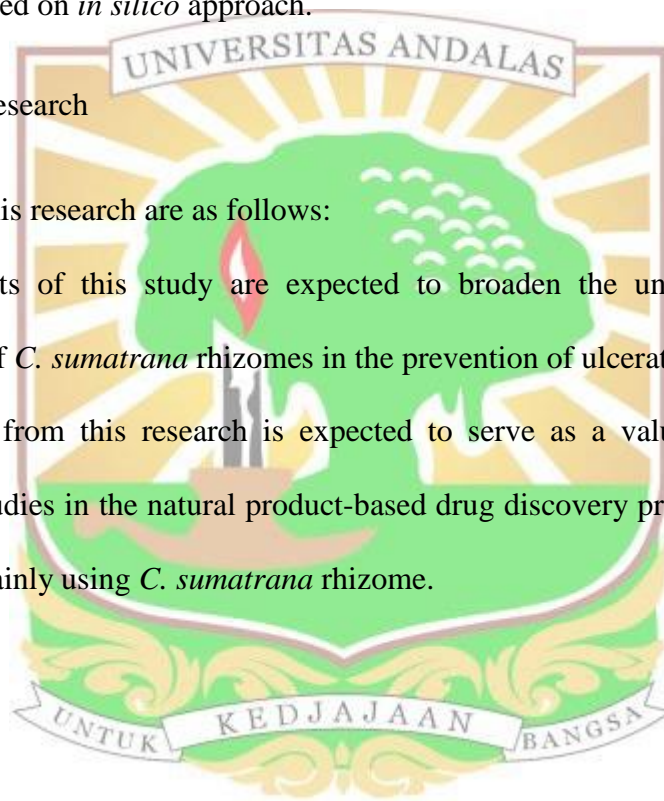 ed on in silico approach.
UNIVERSITAS ANDALAS
esearch
is research are as follows:
ts of this study are expected to broaden the un
f C. sumatrana rhizomes in the prevention of ulcerat
from this research is expected to serve as a valu
udies in the natural product-based drug discovery pr
ainly using C. sumatrana rhizome.
UNTUK KEDJAJAAN BANGSA